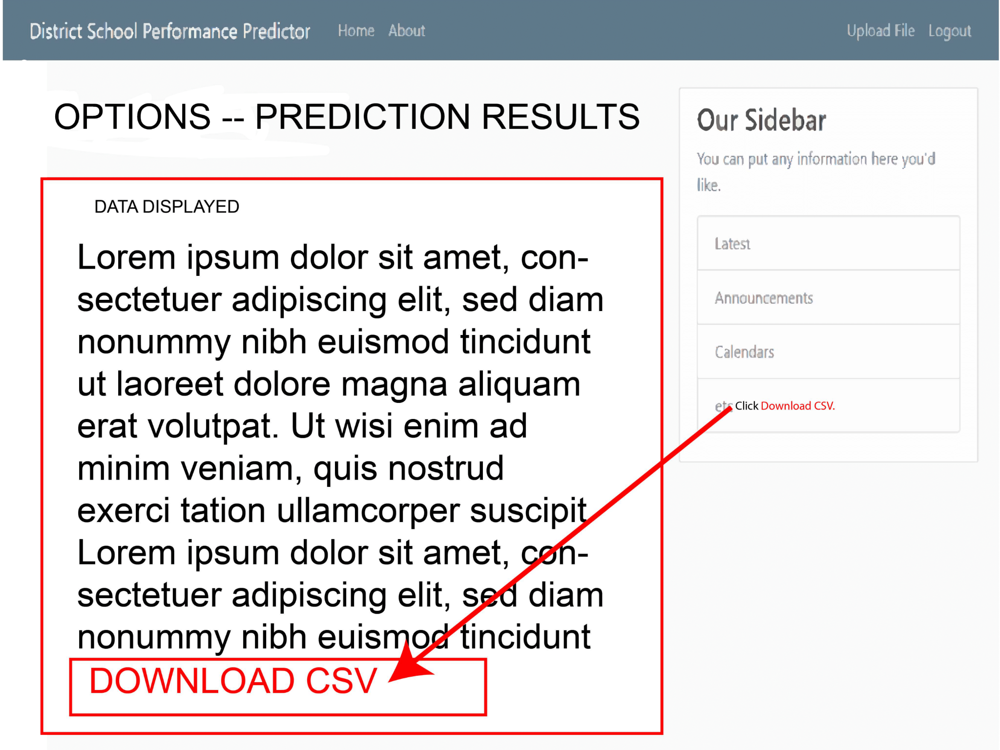 District School Performance Predictor Home About Upload File Logout
OPTIONS -- PREDICTION RESULTS
DATA DISPLAYED
Lorem ipsum dolor sit amet, con-
sectetuer adipiscing elit, sed diam
nonummy nibh euismod tincidunt
ut laoreet dolore magna aliquam
erat volutpat. Ut wisi enim ad
minim veniam, quis nostrud
exerci tation ullamcorper suscipit
Lorem ipsum dolor sit amet, con-
sectetuer adipiscing elit, sed diam
nonummy nibh euismod tincidunt
DOWNLOAD CSV
Our Sidebar
You can put any information here you'd
like.
Latest
Announcements
Calendars
etc Click Download CSV.